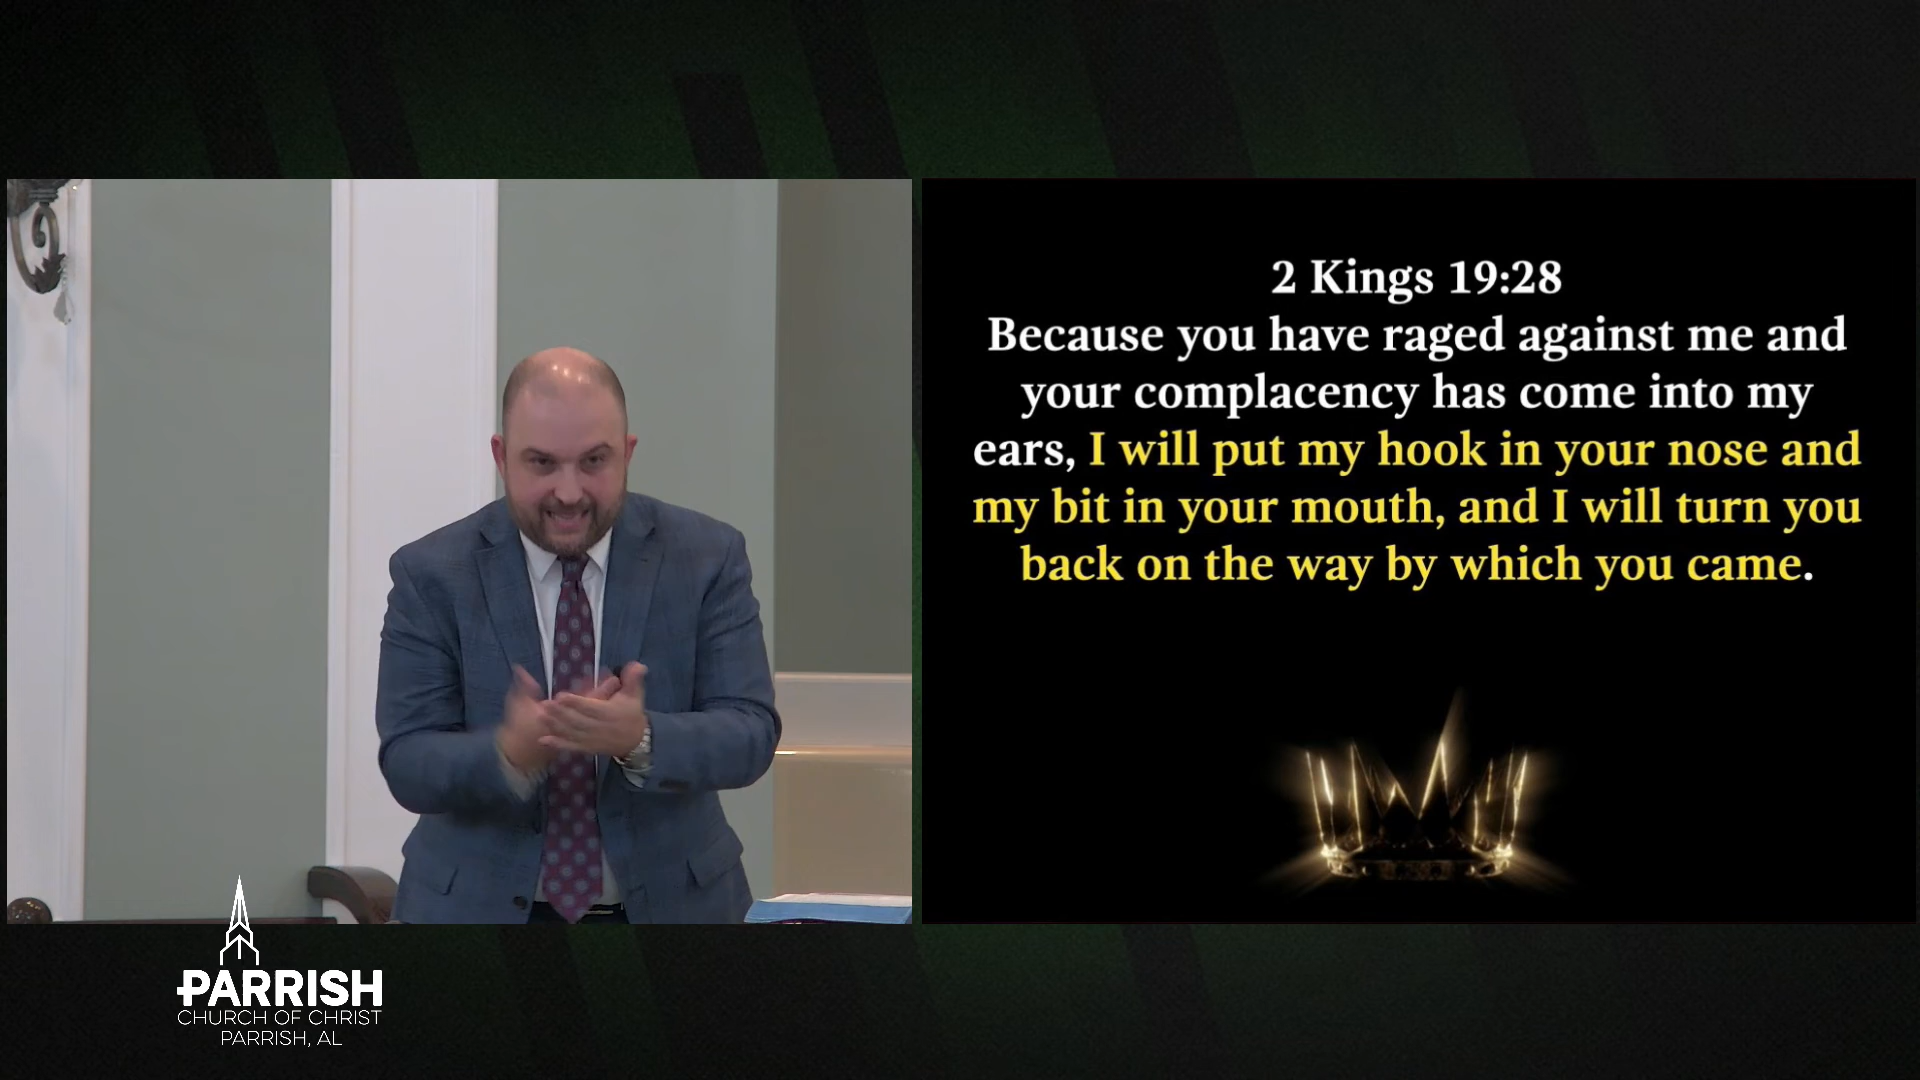 2 Kings 19:28
Because you have raged against me and
your complacency has come into my
ears, I will put my hook in your nose and
my bit in your mouth, and I will turn you
back on the way by which you came.
PARRISH
CHURCH OF CHRIST
PARRISH, AL